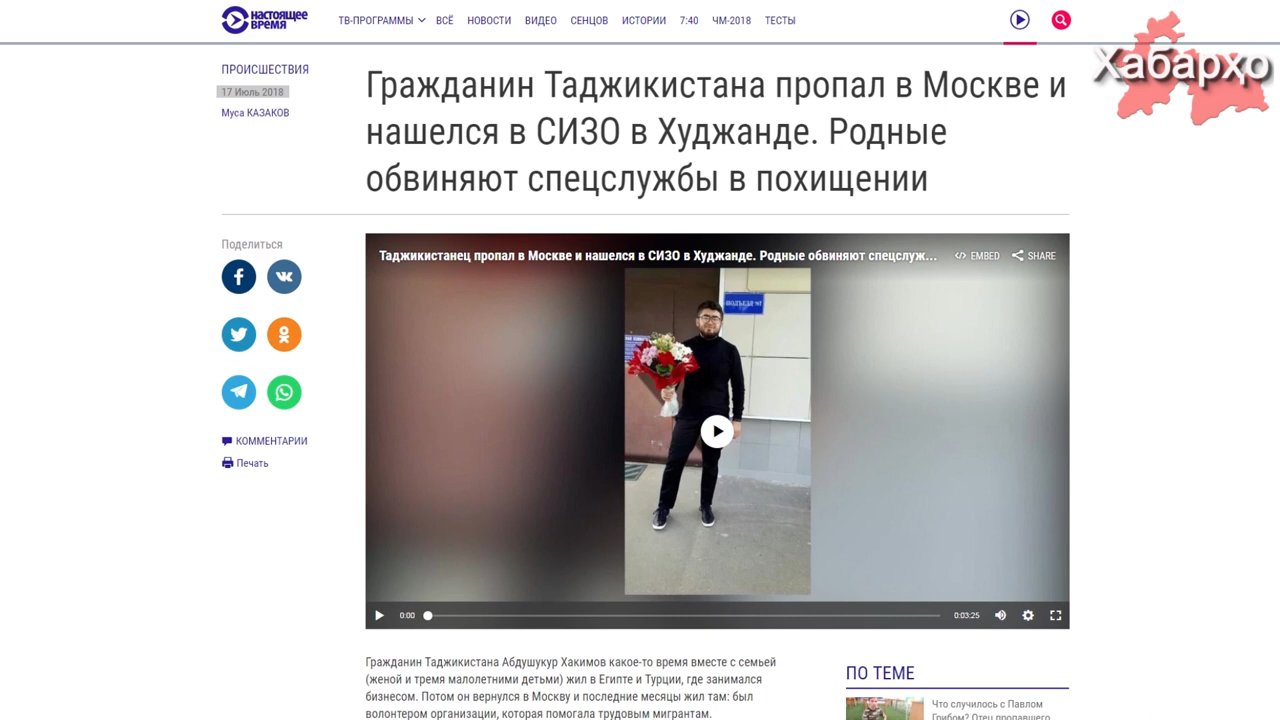 НАСТОЯЩЕЕ
ВРЕМЯ
ТВ-ПРОГРАММЫ ВСЁ НОВОСТИ ВИДЕО СЕНЦОВ ИСТОРИИ 7:40 ЧМ-2018 ТЕСТЫ
Хабарҳо
ПРОИСШЕСТВИЯ
17 Июль 2018
Муса КАЗАКОВ
Гражданин Таджикистана пропал в Москве и
нашелся в СИЗО в Худжанде. Родные
обвиняют спецслужбы в похищении
Поделиться
КОММЕНТАРИИ
Печать
Таджикистанец пропал в Москве и нашелся в СИЗО в Худжанде. Родные обвиняют спецслуж...
EMBED SHARE
0:00
0:03:25
Гражданин Таджикистана Абдушукур Хакимов какое-то время вместе с семьей
(женой и тремя малолетними детьми) жил в Египте и Турции, где занимался
бизнесом. Потом он вернулся в Москву и последние месяцы жил там: был
волонтером организации, которая помогала трудовым мигрантам.
ПО ТЕМЕ
Что случилось с Павлом
Грибом? Отец пропавшего